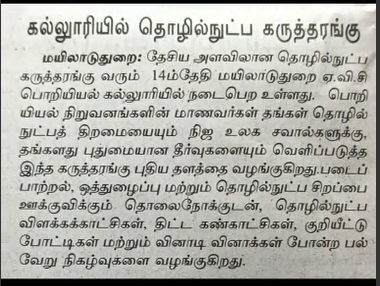 கல்லூரியில் தொழில்நுட்ப கருத்தரங்கு
மயிலாடுதுறை: தேசிய அளவிலான தொழில்நுட்ப
கருத்தரங்கு வரும் 14ம்தேதி மயிலாடுதுறை ஏ.வி.சி
பொறியியல் கல்லூரியில் நடைபெற உள்ளது. பொறி
யியல் நிறுவனங்களின் மாணவர்கள் தங்கள் தொழில்
நுட்பத் திறமையையும் நிஜ உலக சவால்களுக்கு,
தங்களது புதுமையான தீர்வுகளையும் வெளிப்படுத்த
இந்த கருத்தரங்கு புதிய தளத்தை வழங்குகிறது.படைப்
பாற்றல், ஒத்துழைப்பு மற்றும் தொழில்நுட்ப சிறப்பை
ஊக்குவிக்கும் தொலைநோக்குடன், தொழில்நுட்ப
விளக்கக்காட்சிகள், திட்ட கண்காட்சிகள், குறியீட்டு
போட்டிகள் மற்றும் வினாடி வினாக்கள் போன்ற பல்
வேறு நிகழ்வுகளை வழங்குகிறது.